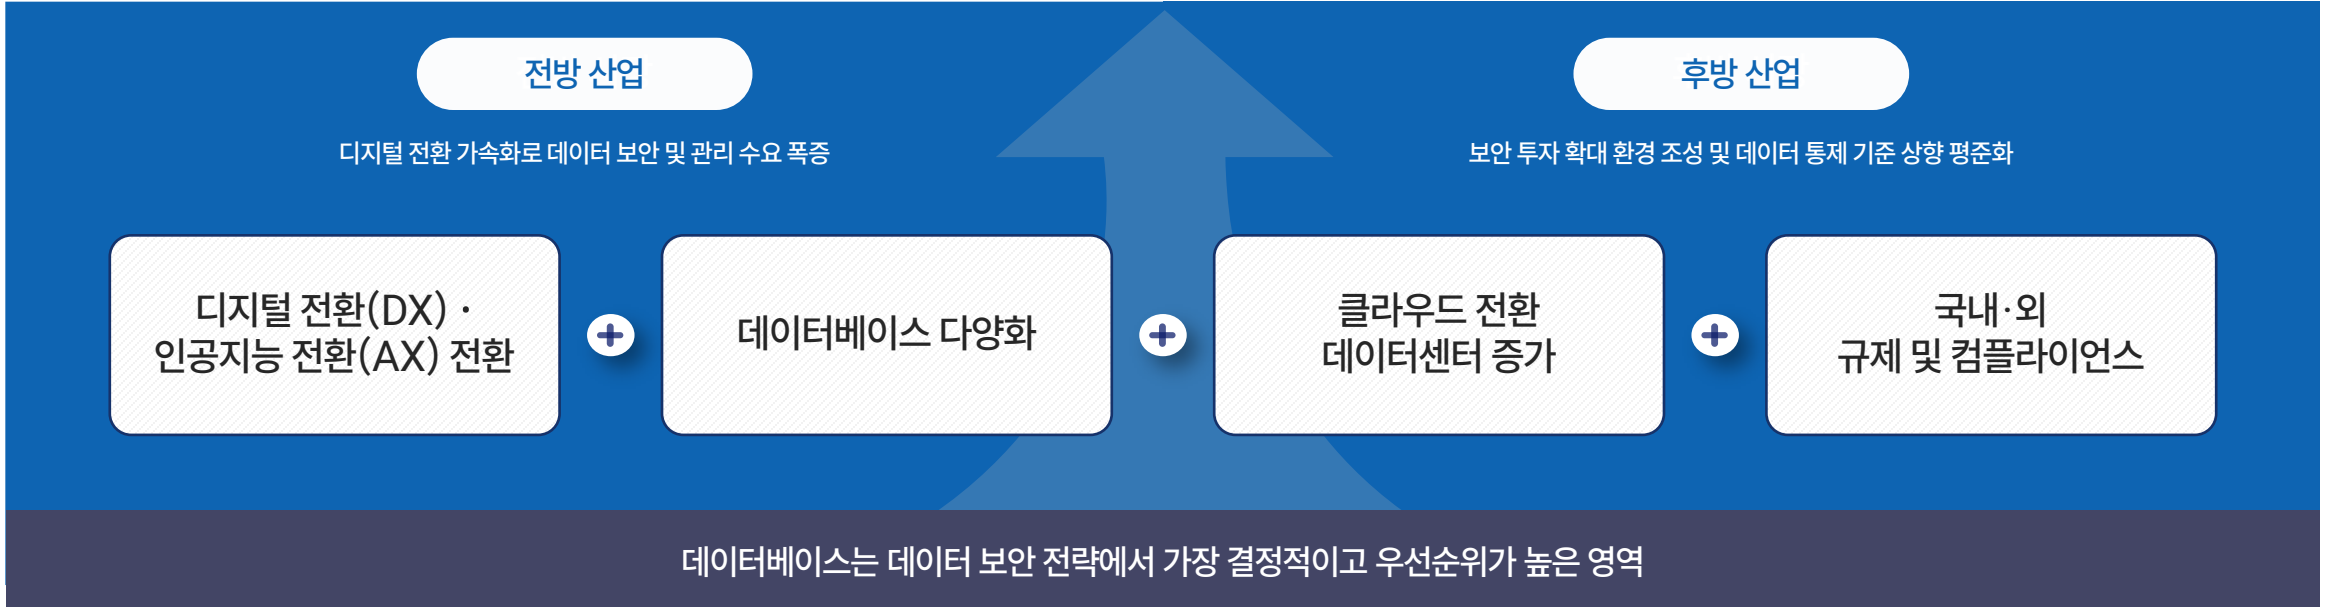 전방 산업
디지털 전환 가속화로 데이터 보안 및 관리 수요 폭증
후방 산업
보안 투자 확대 환경 조성 및 데이터 통제 기준 상향 평준화
디지털 전환(DX) ·
인공지능 전환(AX) 전환
데이터베이스 다양화
클라우드 전환
데이터센터 증가
국내·외
규제 및 컴플라이언스
데이터베이스는 데이터 보안 전략에서 가장 결정적이고 우선순위가 높은 영역